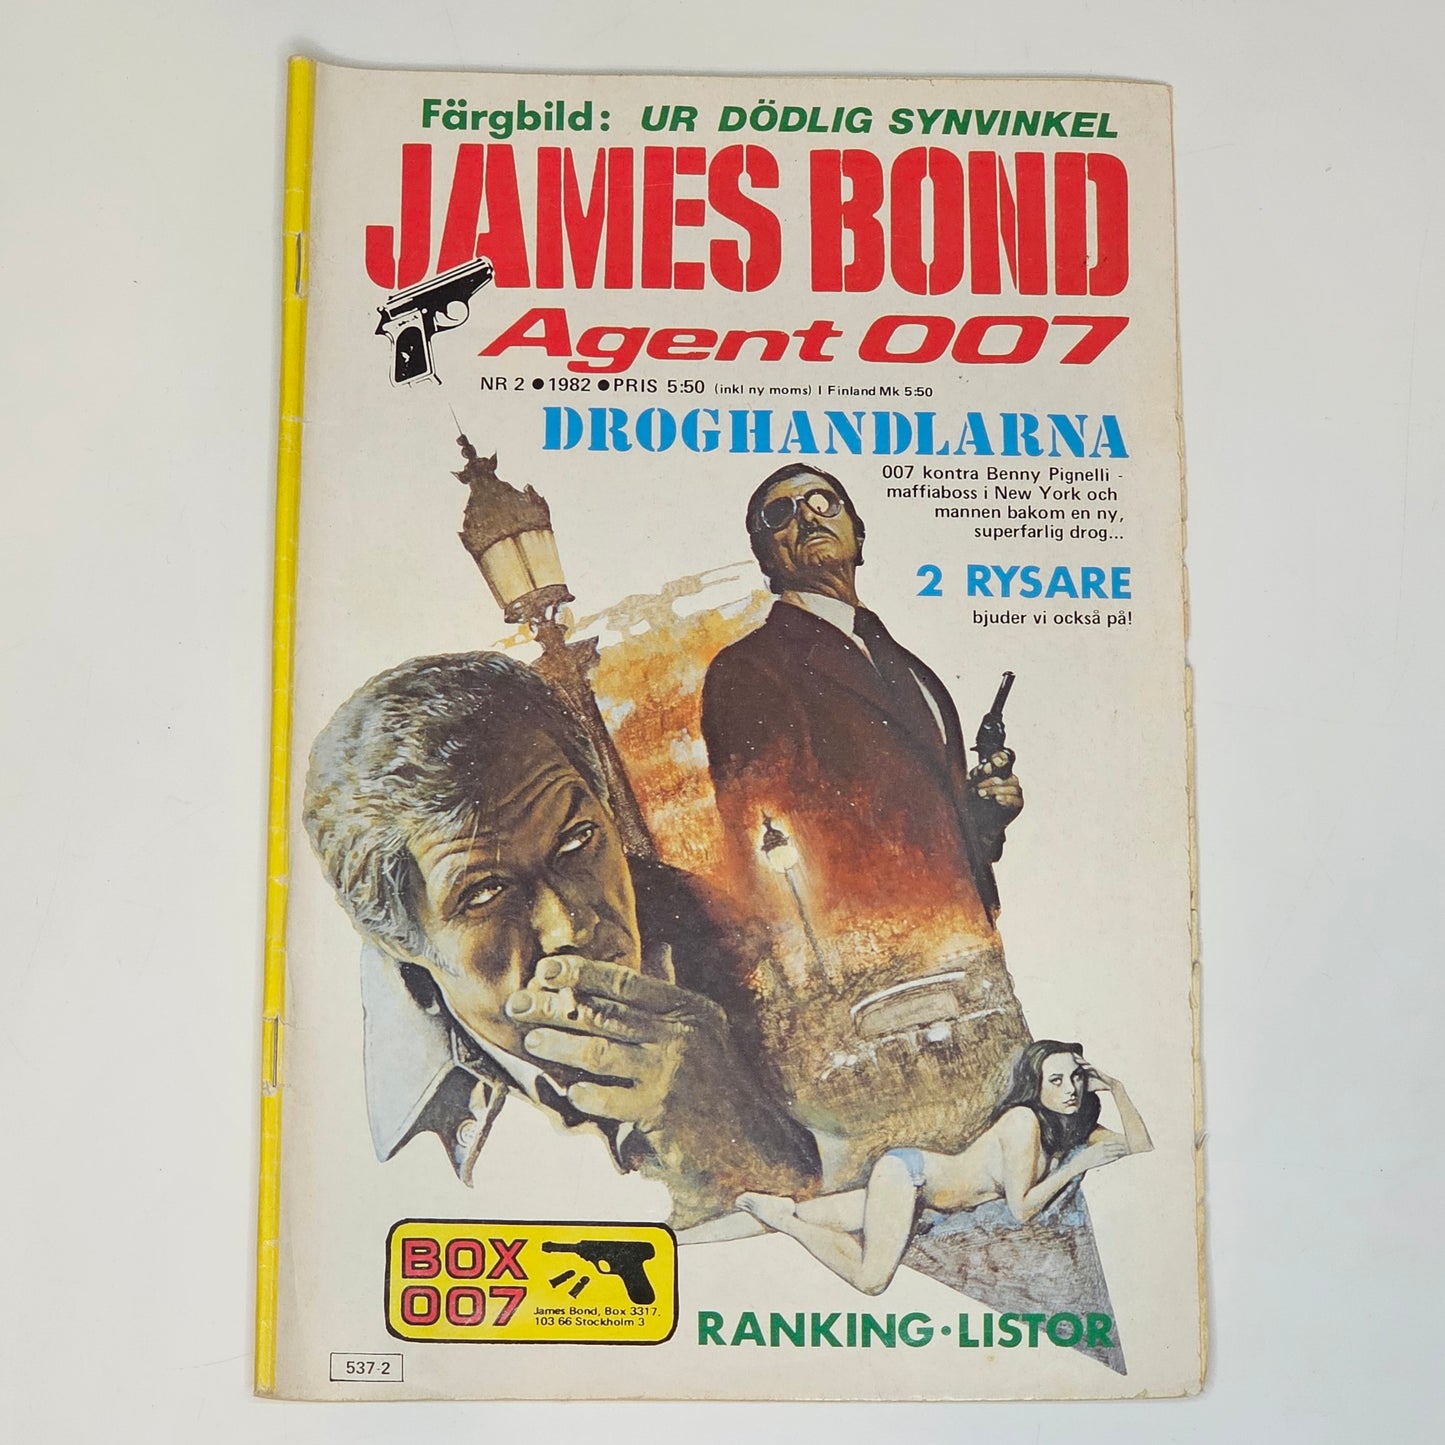 Färgbild: UR DÖDLIG SYNVINKEL
JAMES BOND
Agent 007
NR 2 ● 1982 ● PRIS 5:50 (inkl ny moms) I Finland Mk 5:50
DROGHANDLARNA
007 kontra Benny Pignelli -
maffiaboss i New York och
mannen bakom en ny,
superfarlig drog...
2 RYSARE
bjuder vi också på!
BOX
007
James Bond, Box 3317.
103 66 Stockholm 3
RANKING·LISTOR
537-2